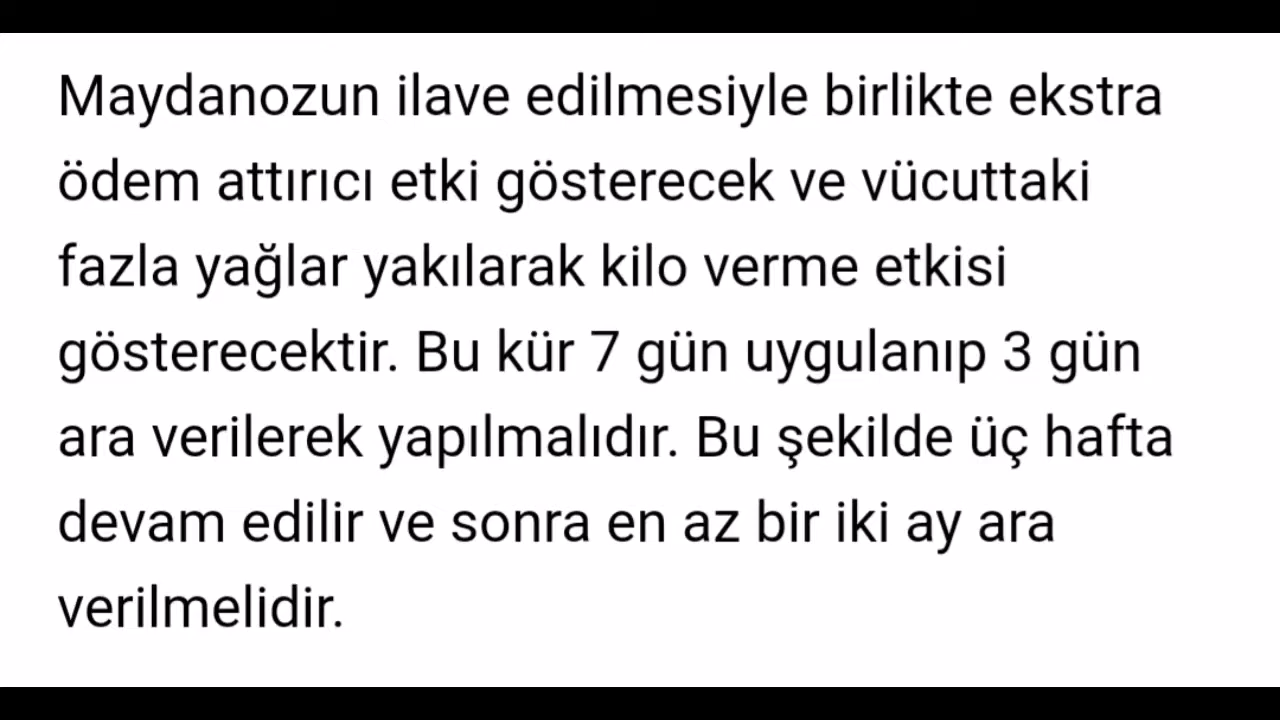 Maydanozun ilave edilmesiyle birlikte ekstra
ödem attırıcı etki gösterecek ve vücuttaki
fazla yağlar yakılarak kilo verme etkisi
gösterecektir. Bu kür 7 gün uygulanıp 3 gün
ara verilerek yapılmalıdır. Bu şekilde üç hafta
devam edilir ve sonra en az bir iki ay ara
verilmelidir.